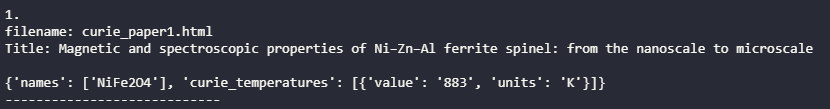 1.
filename: curie_paper1.html
Title: Magnetic and spectroscopic properties of Ni–Zn–Al ferrite spinel: from the nanoscale to microscale
{'names': ['NiFe2O4'], 'curie_temperatures': [{'value': '883', 'units': 'K'}]}
----------------------------